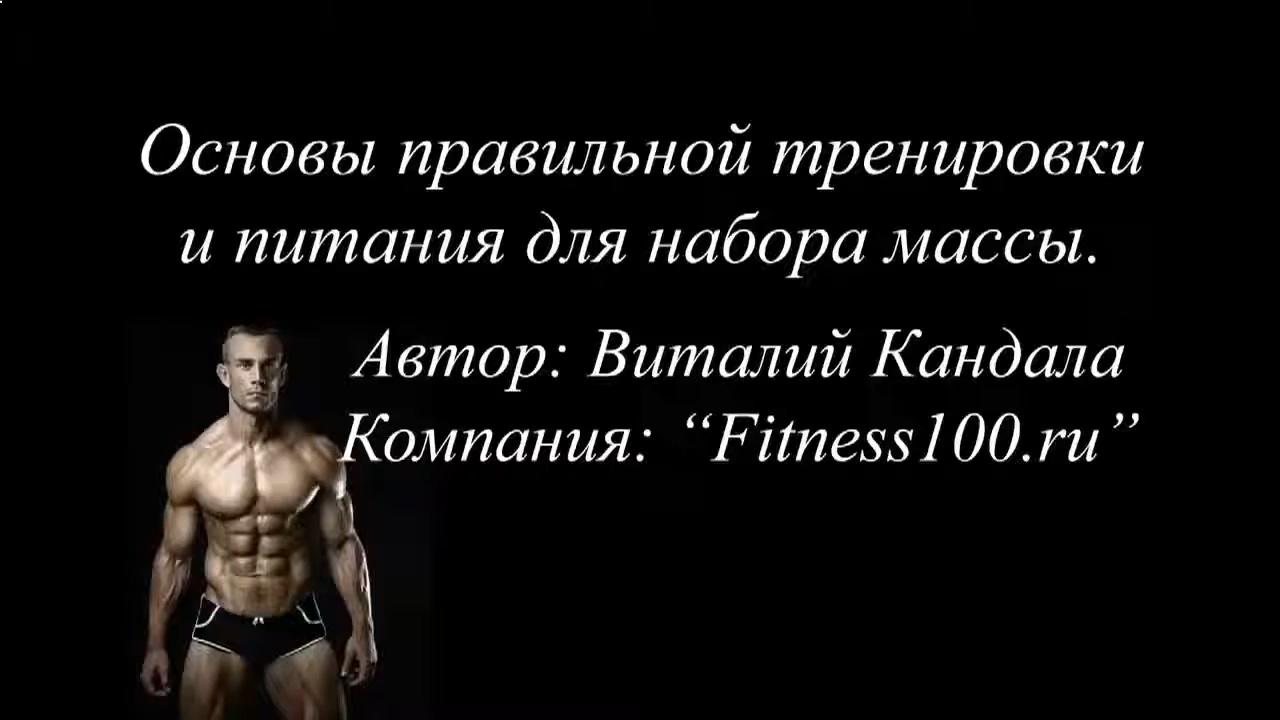 Основы правильной тренировки
и питания для набора массы.
Автор: Виталий Кандала
Компания: “Fitness100.ru”